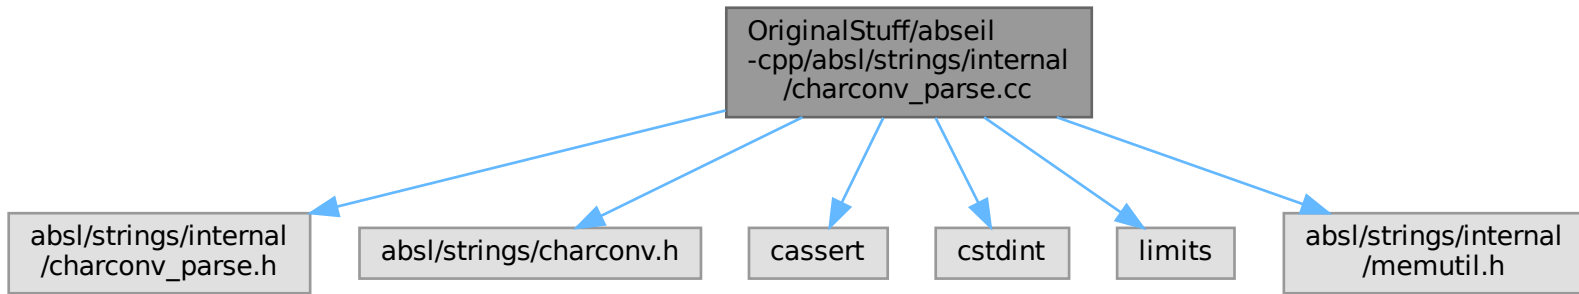 OriginalStuff/abseil
-cpp/absl/strings/internal
/charconv_parse.cc
absl/strings/internal
/charconv_parse.h
absl/strings/charconv.h
cassert
cstdint
limits
absl/strings/internal
/memutil.h